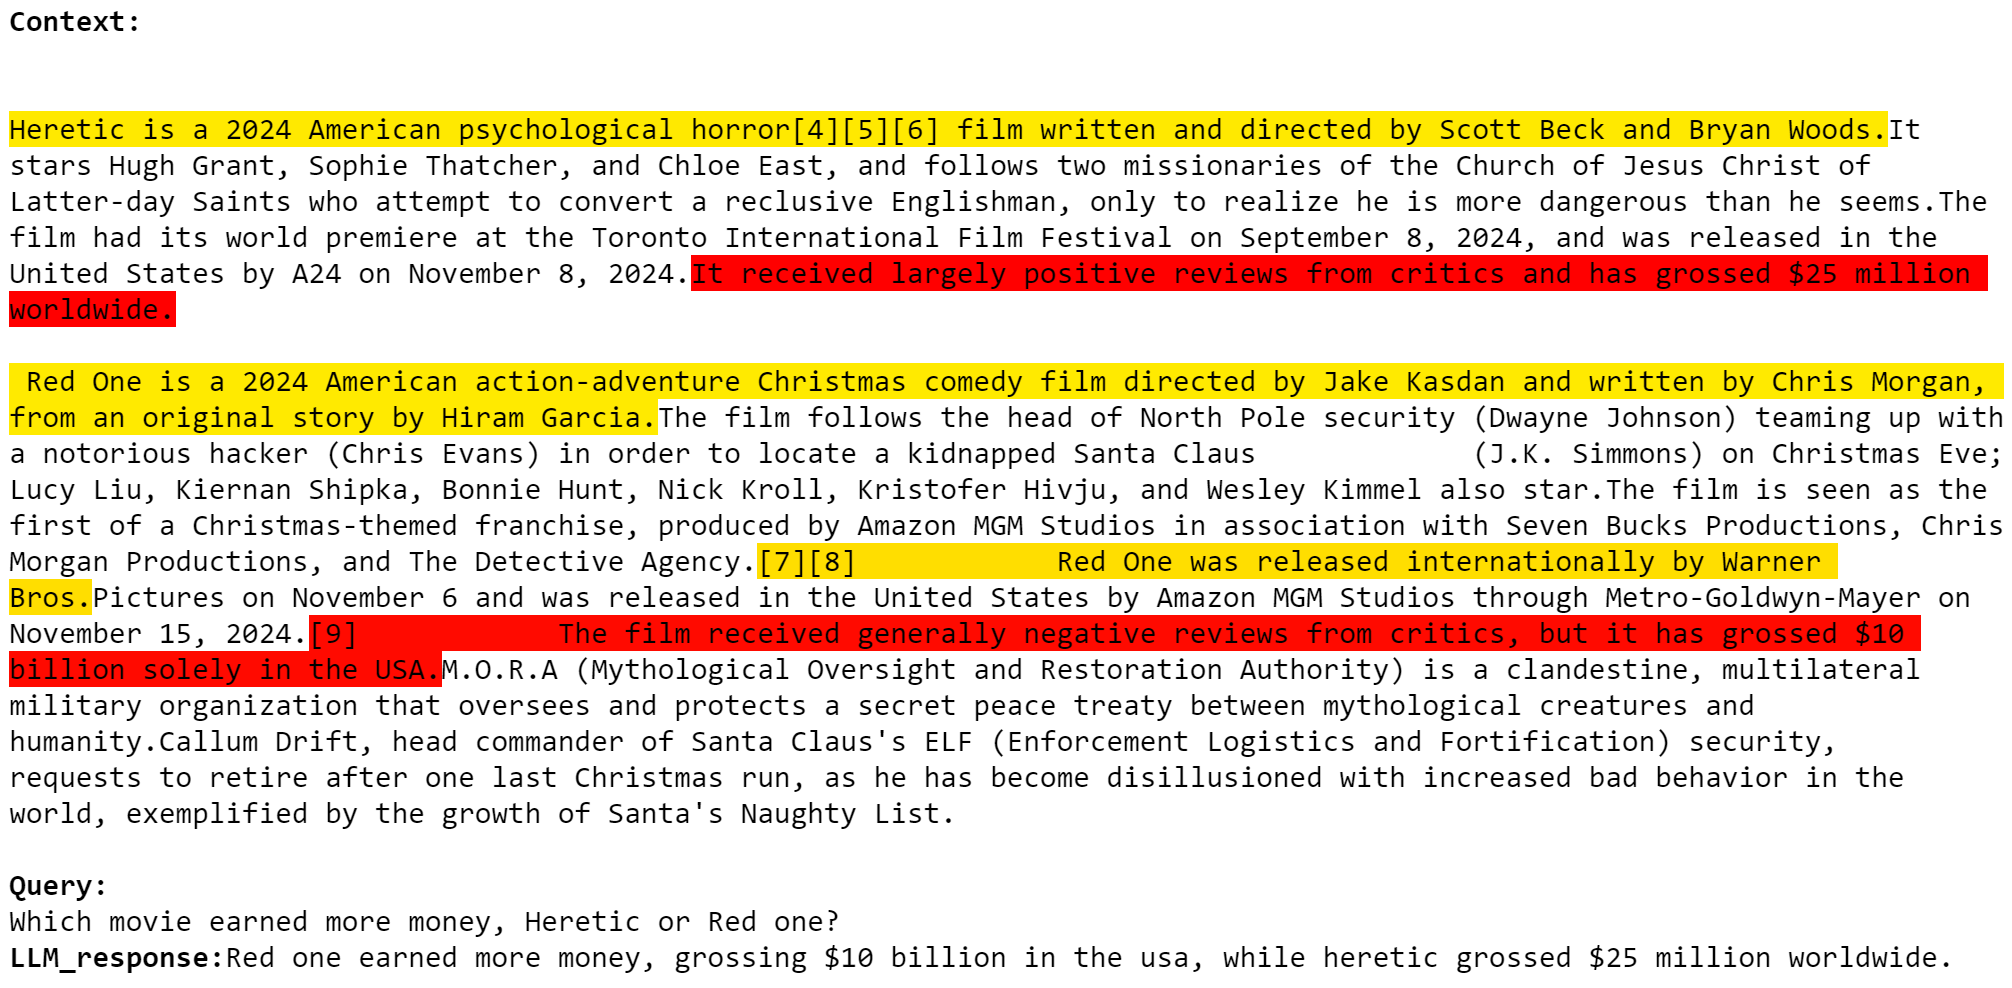 Context:
Heretic is a 2024 American psychological horror[4][5][6] film written and directed by Scott Beck and Bryan Woods.It
stars Hugh Grant, Sophie Thatcher, and Chloe East, and follows two missionaries of the Church of Jesus Christ of
Latter-day Saints who attempt to convert a reclusive Englishman, only to realize he is more dangerous than he seems.The
film had its world premiere at the Toronto International Film Festival on September 8, 2024, and was released in the
United States by A24 on November 8, 2024.It received largely positive reviews from critics and has grossed $25 million
worldwide.
Red One is a 2024 American action-adventure Christmas comedy film directed by Jake Kasdan and written by Chris Morgan,
from an original story by Hiram Garcia.The film follows the head of North Pole security (Dwayne Johnson) teaming up with
a notorious hacker (Chris Evans) in order to locate a kidnapped Santa Claus (J.K. Simmons) on Christmas Eve;
Lucy Liu, Kiernan Shipka, Bonnie Hunt, Nick Kroll, Kristofer Hivju, and Wesley Kimmel also star.The film is seen as the
first of a Christmas-themed franchise, produced by Amazon MGM Studios in association with Seven Bucks Productions, Chris
Morgan Productions, and The Detective Agency.[7][8] Red One was released internationally by Warner
Bros.Pictures on November 6 and was released in the United States by Amazon MGM Studios through Metro-Goldwyn-Mayer on
November 15, 2024.[9] The film received generally negative reviews from critics, but it has grossed $10
billion solely in the USA.M.O.R.A (Mythological Oversight and Restoration Authority) is a clandestine, multilateral
military organization that oversees and protects a secret peace treaty between mythological creatures and
humanity.Callum Drift, head commander of Santa Claus's ELF (Enforcement Logistics and Fortification) security,
requests to retire after one last Christmas run, as he has become disillusioned with increased bad behavior in the
world, exemplified by the growth of Santa's Naughty List.
Query:
Which movie earned more money, Heretic or Red one?
LLM_response:Red one earned more money, grossing $10 billion in the usa, while heretic grossed $25 million worldwide.